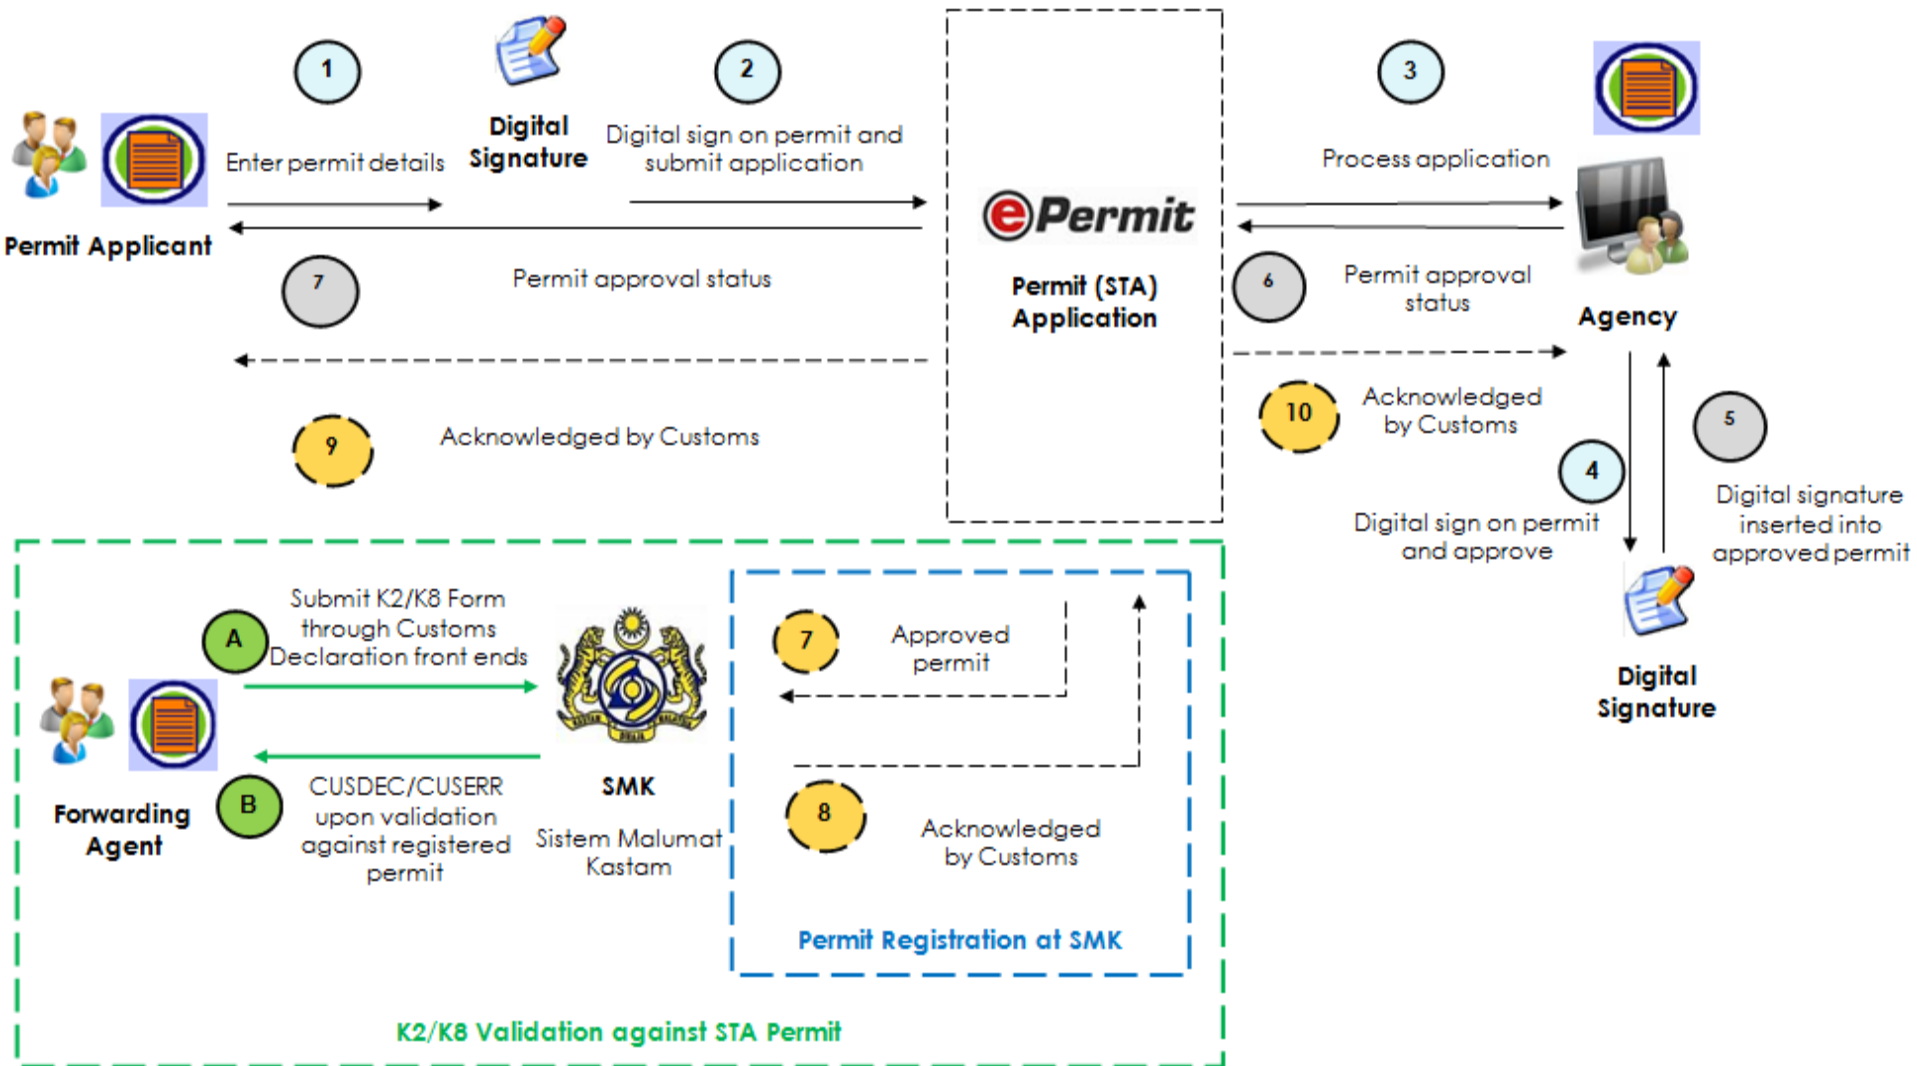 1
2
3
Digital
Signature
Digital sign on permit and
submit application
Enter permit details
Process application
Permit Applicant
ePermit
Permit (STA)
Application
7
Permit approval status
6
Permit approval
status
Agency
9
Acknowledged by Customs
10
Acknowledged
by Customs
4
5
Digital sign on permit
and approve
Digital signature
inserted into
approved permit
Digital
Signature
A
Submit K2/K8 Form
through Customs
Declaration front ends
7
Approved
permit
Forwarding
Agent
B
CUSDEC/CUSERR
upon validation
against registered
permit
SMK
Sistem Malumat
Kastam
8
Acknowledged
by Customs
Permit Registration at SMK
K2/K8 Validation against STA Permit